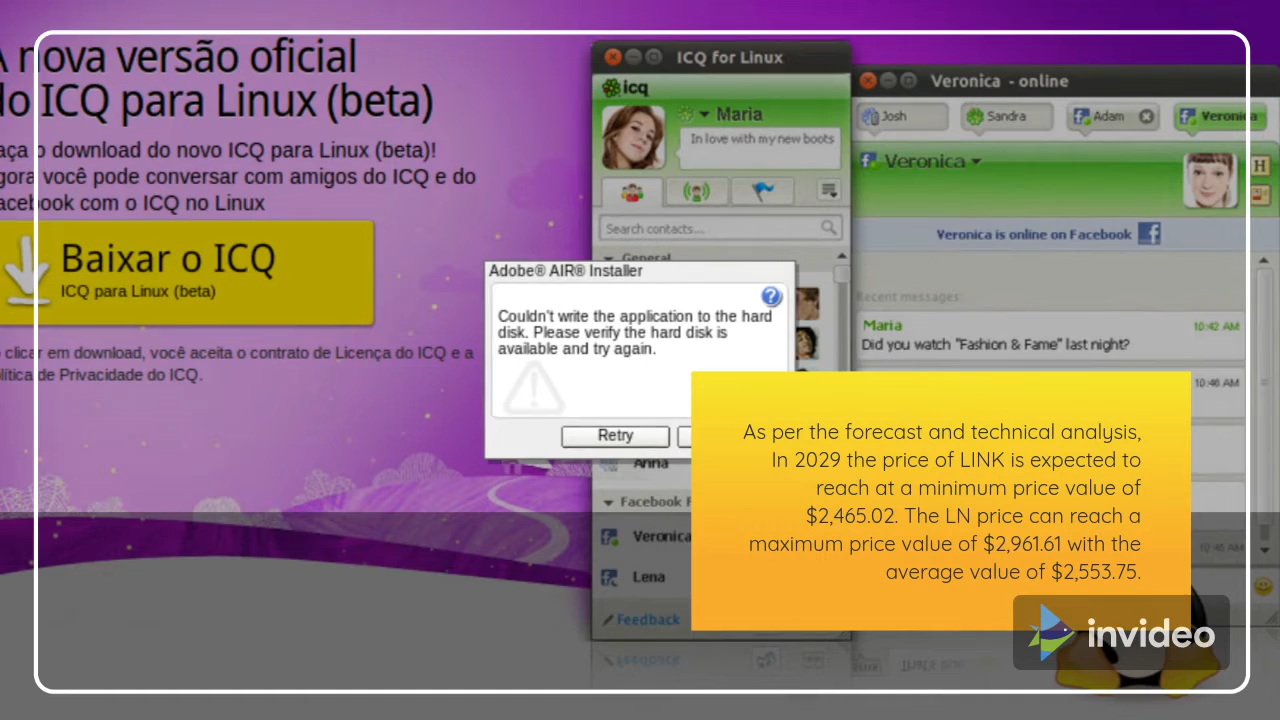 A nova versão oficial
do ICQ para Linux (beta)
aça o download do novo ICQ para Linux (beta)!
gora você pode conversar com amigos do ICQ e do
acebook com o ICQ no Linux
Baixar o ICQ
ICQ para Linux (beta)
clicar em download, você aceita o contrato de Licença do ICQ e a
lítica de Privacidade do ICQ.
ICQ for Linux
icq
Maria
In love with my new boots
Search contacts...
General
Adobe® AIR® Installer
Couldn't write the application to the hard
disk. Please verify the hard disk is
available and try again.
Retry
Anna
Facebook F
Veronica
Lena
Feedback
Veronica - online
Josh
Sandra
Adam
Veronica
Veronica
H
Veronica is online on Facebook
Recent messages:
Maria
10:42 AM
Did you watch "Fashion & Fame" last night?
10:46 AM
As per the forecast and technical analysis,
In 2029 the price of LINK is expected to
reach at a minimum price value of
$2,465.02. The LN price can reach a
maximum price value of $2,961.61 with the
average value of $2,553.75.
invideo